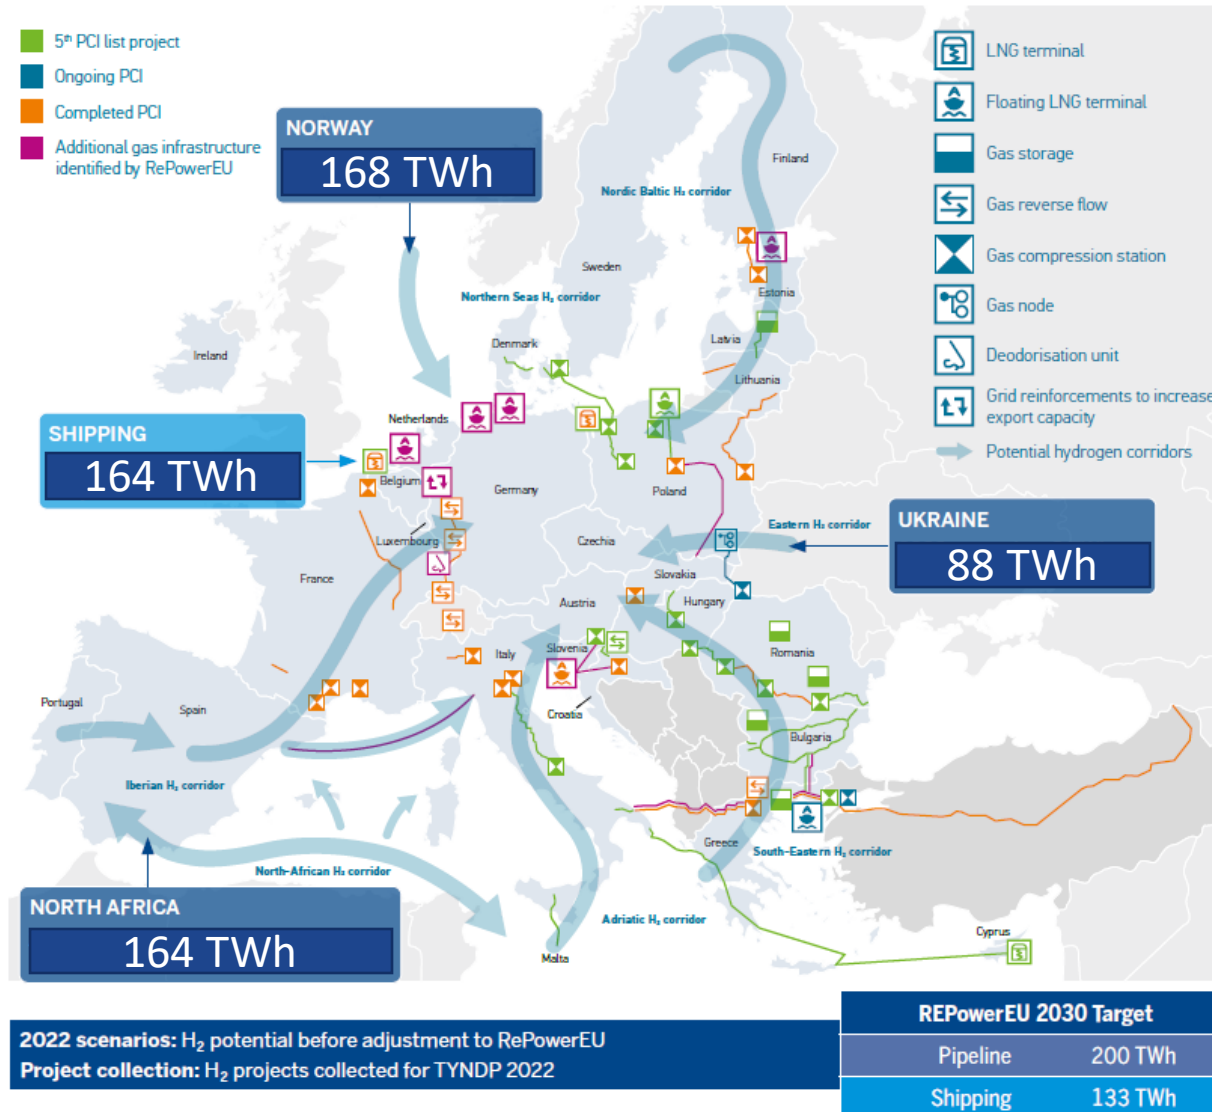 5th PCI list project
Ongoing PCI
Completed PCI
Additional gas infrastructure
identified by RePowerEU
NORWAY
168 TWh
LNG terminal
Floating LNG terminal
Gas storage
Gas reverse flow
Gas compression station
Gas node
Deodorisation unit
Grid reinforcements to increase
export capacity
Potential hydrogen corridors
Finland
Nordic Baltic H₂ corridor
Sweden
Northern Seas H₂ corridor
Estonia
Denmark
Latvia
Ireland
Lithuania
Netherlands
SHIPPING
164 TWh
Belgium
Germany
Poland
Luxembourg
Czechia
Eastern H₂ corridor
UKRAINE
88 TWh
France
Slovakia
Austria
Hungary
Italy
Slovenia
Romania
Portugal
Spain
Croatia
Bulgaria
Iberian H₂ corridor
Greece
South-Eastern H₂ corridor
North-African H₂ corridor
NORTH AFRICA
164 TWh
Adriatic H₂ corridor
Cyprus
Malta
2022 scenarios: H₂ potential before adjustment to RePowerEU
Project collection: H₂ projects collected for TYNDP 2022
REPowerEU 2030 Target
Pipeline 200 TWh
Shipping 133 TWh